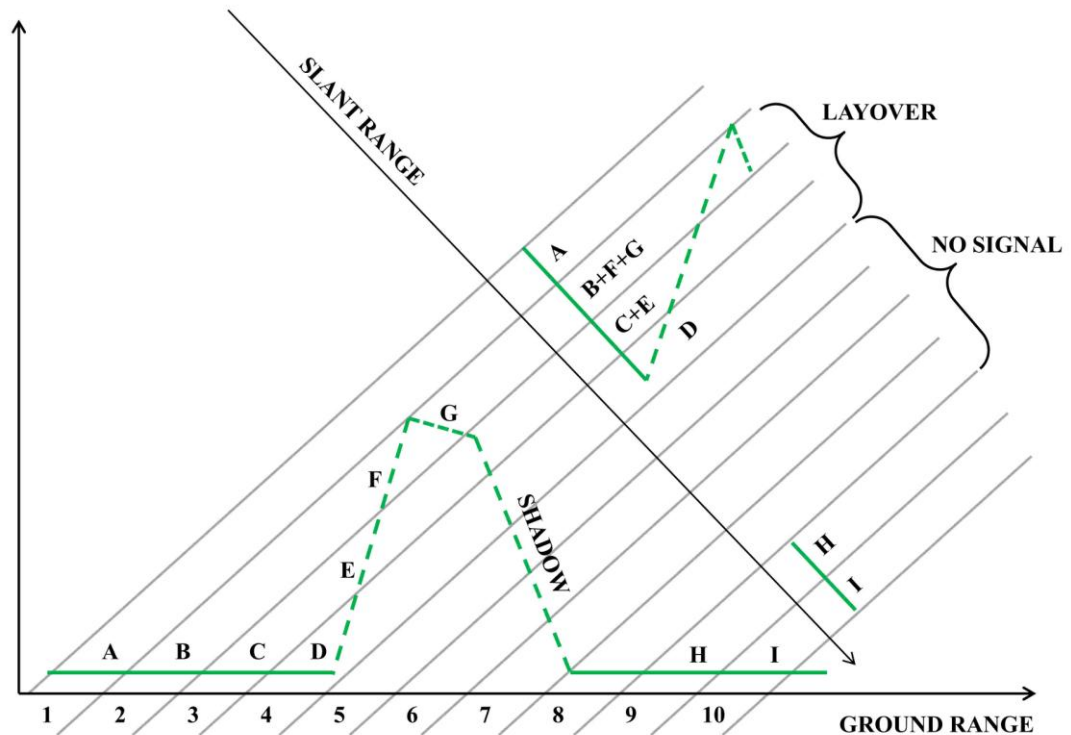 SLANT RANGE
LAYOVER
NO SIGNAL
A
B+F+G
C+E
D
G
F
E
SHADOW
H
I
A B C D
H I
1 2 3 4 5 6 7 8 9 10
GROUND RANGE